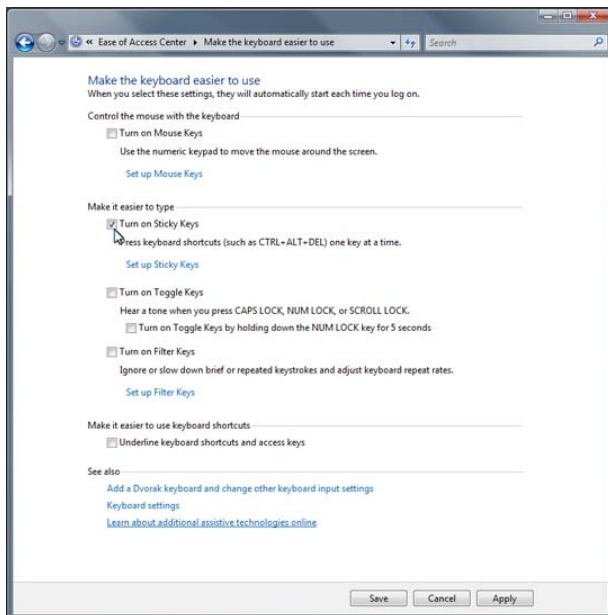 « Ease of Access Center ▸ Make the keyboard easier to use
Search
Make the keyboard easier to use
When you select these settings, they will automatically start each time you log on.
Control the mouse with the keyboard
Turn on Mouse Keys
Use the numeric keypad to move the mouse around the screen.
Set up Mouse Keys
Make it easier to type
Turn on Sticky Keys
Press keyboard shortcuts (such as CTRL+ALT+DEL) one key at a time.
Set up Sticky Keys
Turn on Toggle Keys
Hear a tone when you press CAPS LOCK, NUM LOCK, or SCROLL LOCK.
Turn on Toggle Keys by holding down the NUM LOCK key for 5 seconds
Turn on Filter Keys
Ignore or slow down brief or repeated keystrokes and adjust keyboard repeat rates.
Set up Filter Keys
Make it easier to use keyboard shortcuts
Underline keyboard shortcuts and access keys
See also
Add a Dvorak keyboard and change other keyboard input settings
Keyboard settings
Learn about additional assistive technologies online
Save Cancel Apply